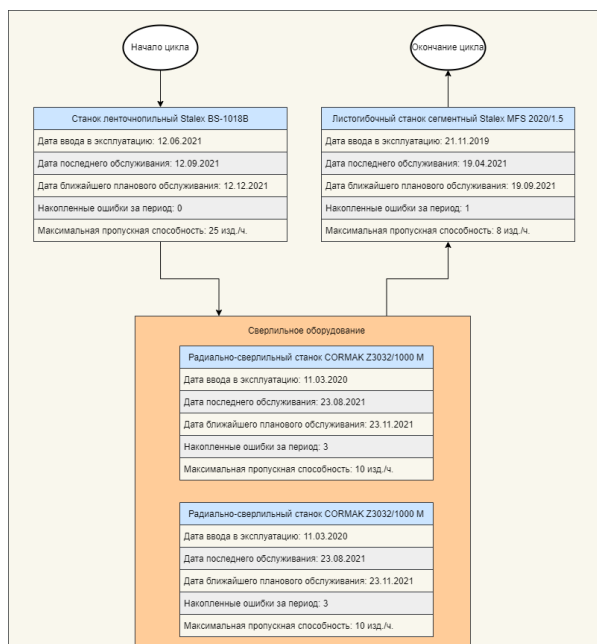 Начало цикла
Окончание цикла
Станок ленточнопильный Stalex BS-1018B
Дата ввода в эксплуатацию: 12.06.2021
Дата последнего обслуживания: 12.09.2021
Дата ближайшего планового обслуживания: 12.12.2021
Накопленные ошибки за период: 0
Максимальная пропускная способность: 25 изд./ч.
Листогибочный станок сегментный Stalex MFS 2020/1.5
Дата ввода в эксплуатацию: 21.11.2019
Дата последнего обслуживания: 19.04.2021
Дата ближайшего планового обслуживания: 19.09.2021
Накопленные ошибки за период: 1
Максимальная пропускная способность: 8 изд./ч.
Сверлильное оборудование
Радиально-сверлильный станок CORMAK Z3032/1000 M
Дата ввода в эксплуатацию: 11.03.2020
Дата последнего обслуживания: 23.08.2021
Дата ближайшего планового обслуживания: 23.11.2021
Накопленные ошибки за период: 3
Максимальная пропускная способность: 10 изд./ч.
Радиально-сверлильный станок CORMAK Z3032/1000 M
Дата ввода в эксплуатацию: 11.03.2020
Дата последнего обслуживания: 23.08.2021
Дата ближайшего планового обслуживания: 23.11.2021
Накопленные ошибки за период: 3
Максимальная пропускная способность: 10 изд./ч.